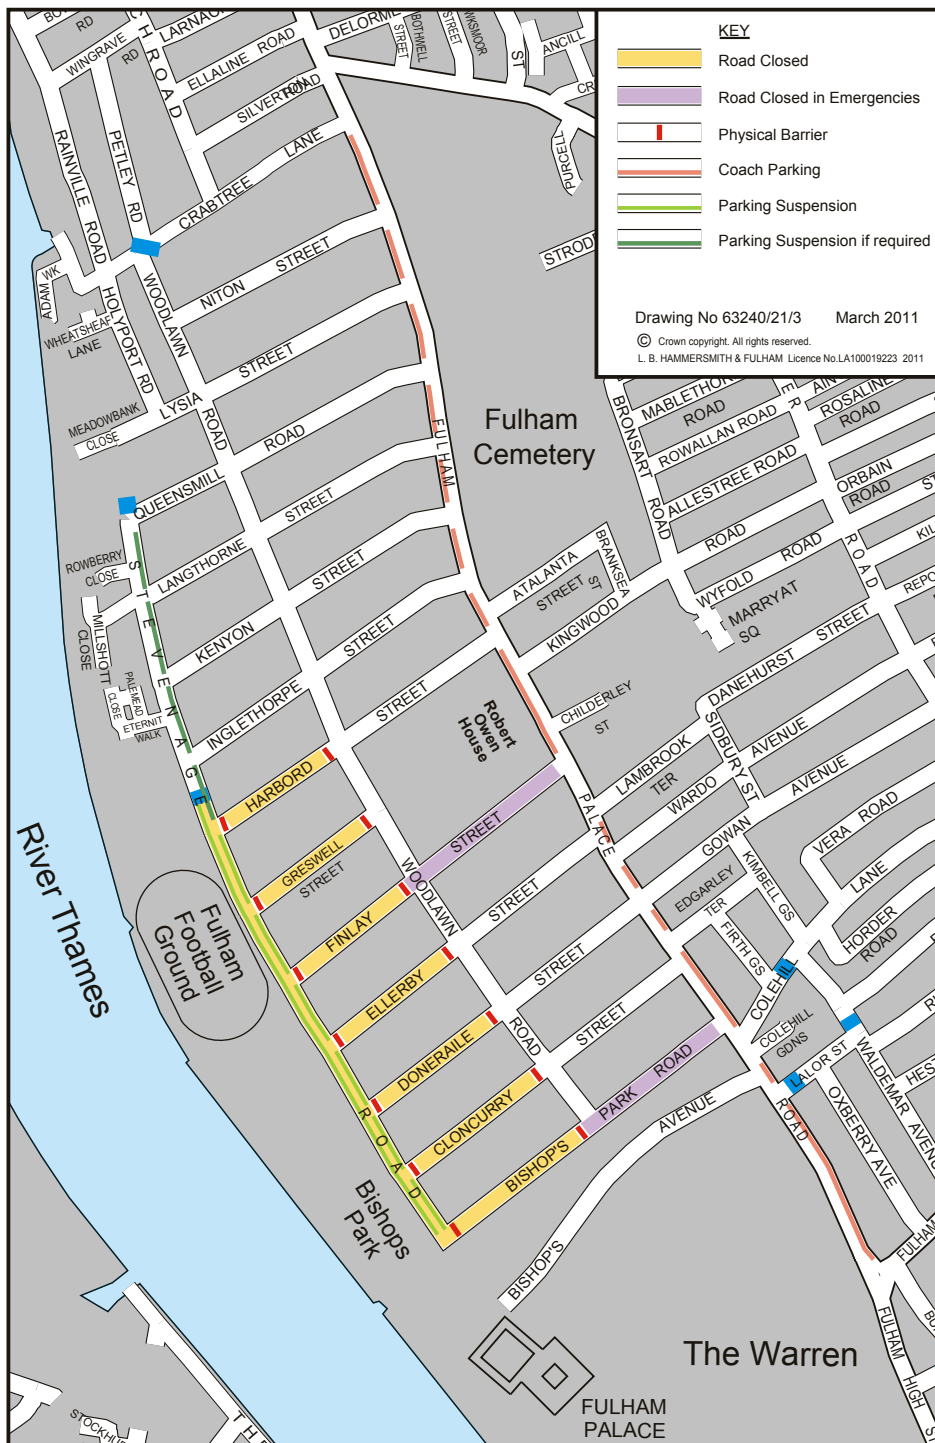 KEY
Road Closed
Road Closed in Emergencies
Physical Barrier
Coach Parking
Parking Suspension
Parking Suspension if required
Drawing No 63240/21/3 March 2011
© Crown copyright. All rights reserved.
L. B. HAMMERSMITH & FULHAM Licence No.LA100019223 2011
RD
LARNAC
WINGRAVE
RD
ROAD
ELLALINE ROAD
DELORME
BOTHWELL
STREET
STREET
ST
SILVERTON
ROAD
CRABTREE LANE
PURCELL
RAINVILLE ROAD
PETLEY RD
ADAM WK
WHEATSHEAF
LANE
HOLYPORT RD
WOODLAWN
ROAD
NITON STREET
MEADOWBANK
CLOSE
LYSIA STREET
QUEENSMILL ROAD
FULHAM
Fulham
Cemetery
BRONSART ROAD
ROAD
ROWALLAN ROAD
ALLESTREE ROAD
ROSALINE
ROAD
ORBAIN
ROAD
ROAD
ROAD
WYFOLD ROAD
MARRYAT
SQ
ROWBERRY
CLOSE
STEVENAGE
LANGTHORNE STREET
MILLSHOTT
CLOSE
PALEMEAD
CLOSE
ETERNIT
WALK
KENYON STREET
INGLETHORPE STREET
ATALANTA
STREET
BRANKSEA
ST
KINGWOOD
DANEHURST STREET
CHILDERLEY
ST
Robert
Owen
House
STREET
HARBORD
GRESWELL
STREET
FINLAY
STREET
WOODLAWN
ROAD
PALACE
LAMBROOK
TER
SIDBURY ST
WARDO AVENUE
GOWAN AVENUE
VERA ROAD
LANE
KIMBELL GS
EDGARLEY
TER
FIRTH GS
HORDER
ROAD
COLEHILL
COLEHILL
GDNS
LALOR ST
WALDEMAR AVEN
OXBERRY AVE
River Thames
Fulham
Football
Ground
ELLERBY
STREET
DONERAILE
STREET
CLONCURRY
STREET
ROAD
BISHOP'S
PARK ROAD
ROAD
Bishops
Park
BISHOP'S
AVENUE
FULHAM
FULHAM
HIGH
The Warren
FULHAM
PALACE